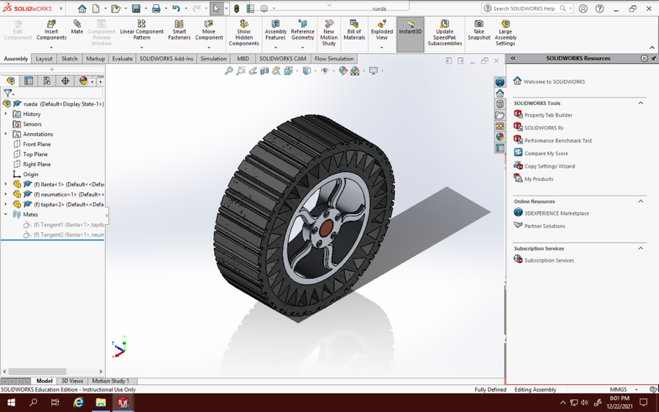 SOLIDWORKS
rueda
Search SOLIDWORKS Help
Edit Component
Insert Components
Mate
Component Preview Window
Linear Component Pattern
Smart Fasteners
Move Component
Show Hidden Components
Assembly Features
Reference Geometry
New Motion Study
Bill of Materials
Exploded View
Instant3D
Update SpeedPak Subassemblies
Take Snapshot
Large Assembly Settings
Assembly Layout Sketch Markup Evaluate SOLIDWORKS Add-Ins Simulation MBD SOLIDWORKS CAM Flow Simulation
SOLIDWORKS Resources
rueda (Default<Display State-1>)
History
Sensors
Annotations
Front Plane
Top Plane
Right Plane
Origin
(f) llanta<1> (Default<<Defa
(f) neumatico<1> (Default<<D
(f) tapita<2> (Default<<Defau
Mates
(f) Tangent1 (llanta<1>,tapit
(f) Tangent2 (llanta<1>,neum
Welcome to SOLIDWORKS
SOLIDWORKS Tools
Property Tab Builder
SOLIDWORKS Rx
Performance Benchmark Test
Compare My Score
Copy Settings Wizard
My Products
Online Resources
3DEXPERIENCE Marketplace
Partner Solutions
Subscription Services
Subscription Services
Model 3D Views Motion Study 1
SOLIDWORKS Education Edition - Instructional Use Only
Fully Defined Editing Assembly MMGS
8:01 PM
12/22/2021